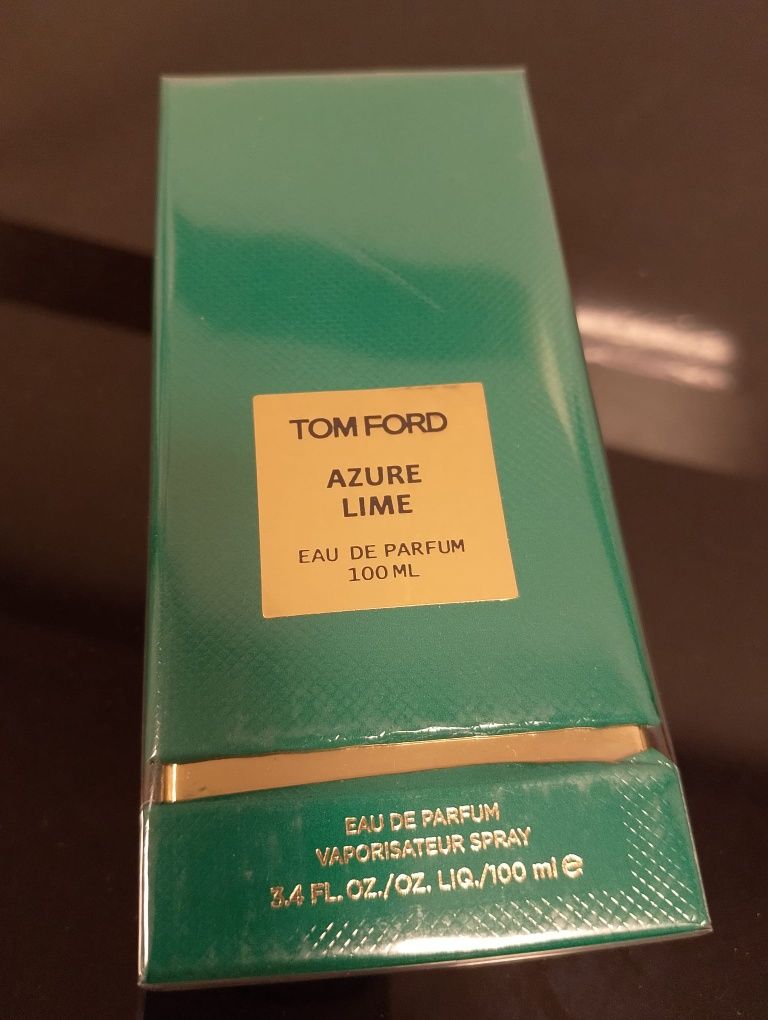 TOM FORD
AZURE
LIME
EAU DE PARFUM
100 ML
EAU DE PARFUM
VAPORISATEUR SPRAY
3.4 FL. OZ./OZ. LIQ./100 ml ℮